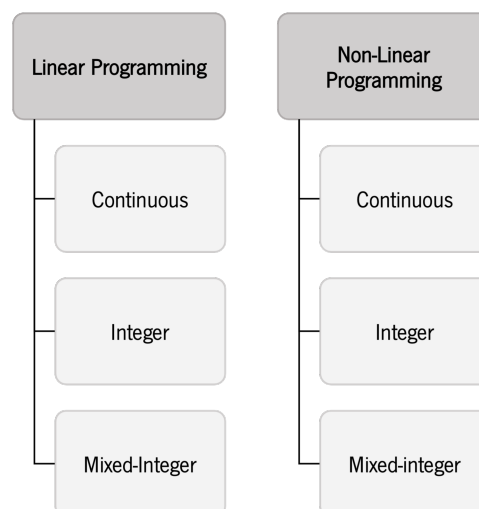 Linear Programming
Continuous
Integer
Mixed-Integer
Non-Linear
Programming
Continuous
Integer
Mixed-integer